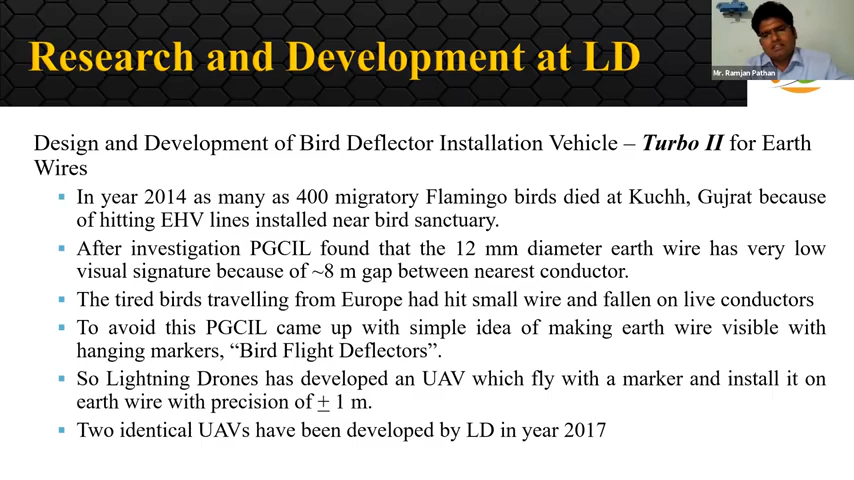 Research and Development at LD
Mr. Ramjan Pathan
Design and Development of Bird Deflector Installation Vehicle – Turbo II for Earth
Wires
▪ In year 2014 as many as 400 migratory Flamingo birds died at Kuchh, Gujrat because
of hitting EHV lines installed near bird sanctuary.
▪ After investigation PGCIL found that the 12 mm diameter earth wire has very low
visual signature because of ~8 m gap between nearest conductor.
▪ The tired birds travelling from Europe had hit small wire and fallen on live conductors
▪ To avoid this PGCIL came up with simple idea of making earth wire visible with
hanging markers, “Bird Flight Deflectors”.
▪ So Lightning Drones has developed an UAV which fly with a marker and install it on
earth wire with precision of + 1 m.
▪ Two identical UAVs have been developed by LD in year 2017